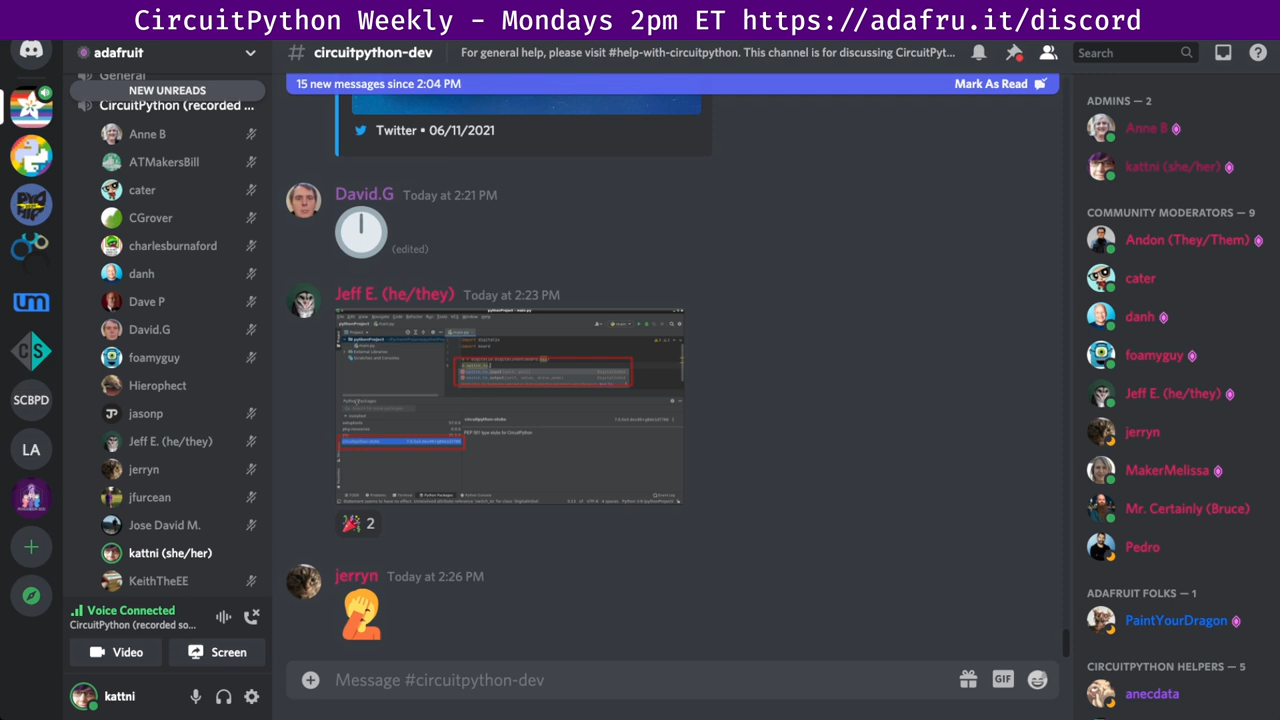 CircuitPython Weekly - Mondays 2pm ET https://adafru.it/discord
adafruit
# circuitpython-dev
For general help, please visit #help-with-circuitpython. This channel is for discussing CircuitPyt...
Search
General
NEW UNREADS
CircuitPython (recorded ...
15 new messages since 2:04 PM
Mark As Read
Anne B
ATMakersBill
cater
CGrover
charlesburnaford
danh
Dave P
David.G
foamyguy
Hierophect
jasonp
Jeff E. (he/they)
jerryn
jfurcean
Jose David M.
kattni (she/her)
KeithTheEE
SCBPD
LA
Voice Connected
CircuitPython (recorded so...
Video
Screen
kattni
Twitter • 06/11/2021
David.G Today at 2:21 PM
(edited)
Jeff E. (he/they) Today at 2:23 PM
2
jerryn Today at 2:26 PM
Message #circuitpython-dev
GIF
ADMINS — 2
Anne B
kattni (she/her)
COMMUNITY MODERATORS — 9
Andon (They/Them)
cater
danh
foamyguy
Jeff E. (he/they)
jerryn
MakerMelissa
Mr. Certainly (Bruce)
Pedro
ADAFRUIT FOLKS — 1
PaintYourDragon
CIRCUITPYTHON HELPERS — 5
anecdata